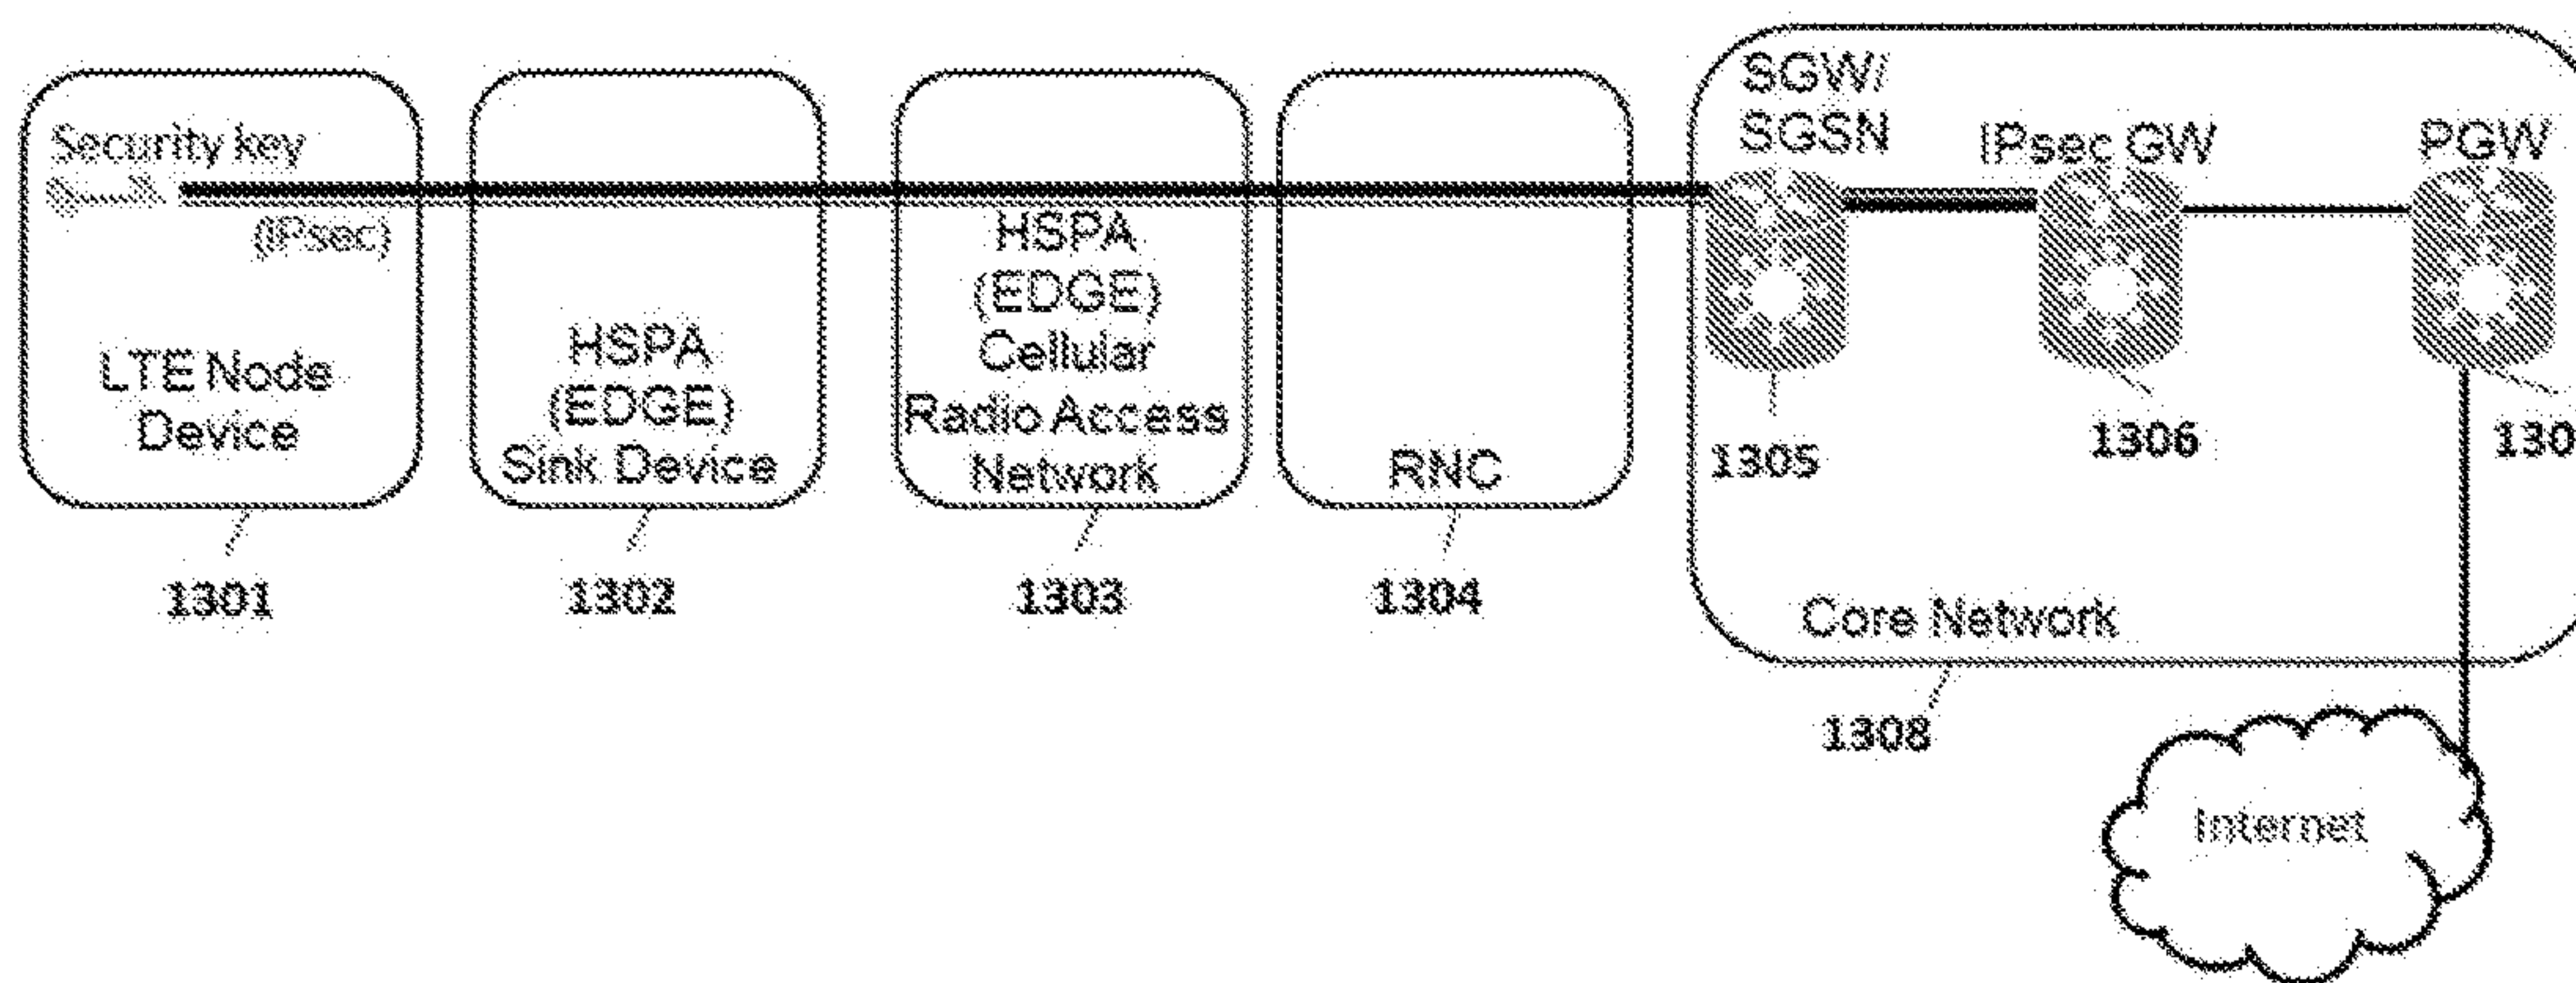 Security key
(IPsec)
LTE Node
Device
1301
HSPA
(EDGE)
Sink Device
1302
HSPA
(EDGE)
Cellular
Radio Access
Network
1303
RNC
1304
SGW/
SGSN
1305
IPsec GW
1306
PGW
130
Core Network
1308
Internet